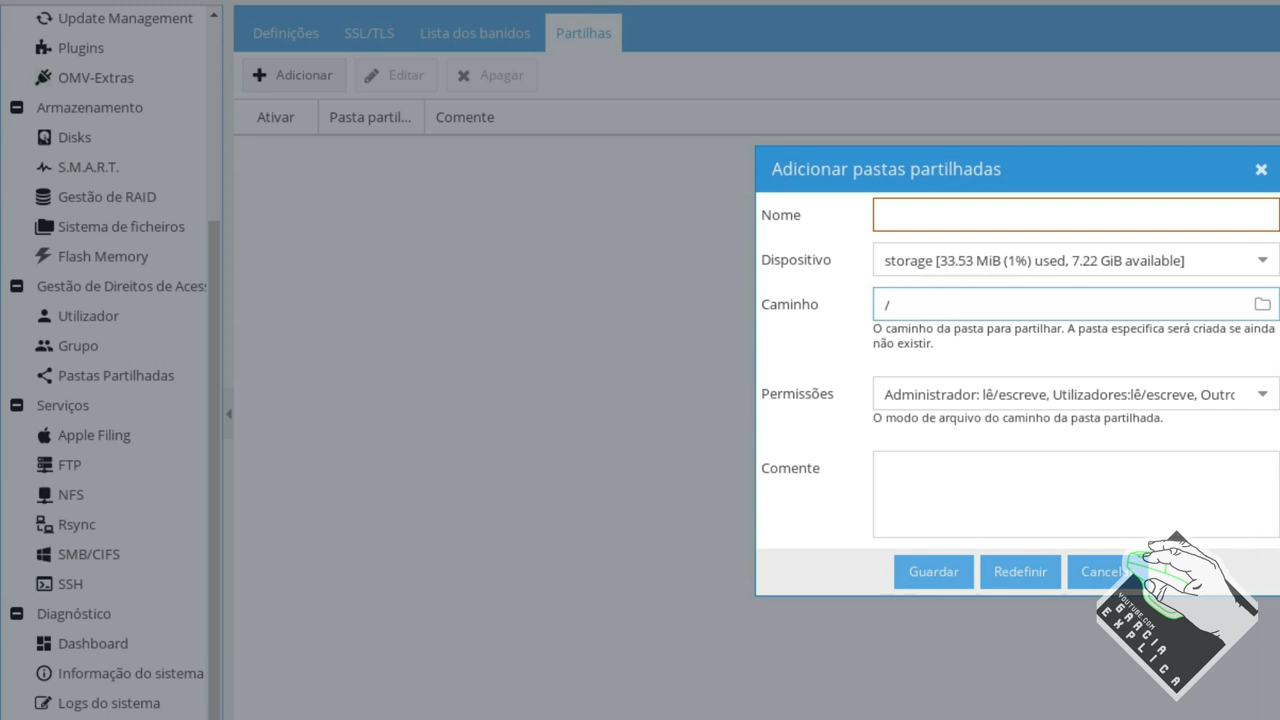 Update Management
Plugins
OMV-Extras
Armazenamento
Disks
S.M.A.R.T.
Gestão de RAID
Sistema de ficheiros
Flash Memory
Gestão de Direitos de Aces
Utilizador
Grupo
Pastas Partilhadas
Serviços
Apple Filing
FTP
NFS
Rsync
SMB/CIFS
SSH
Diagnóstico
Dashboard
Informação do sistema
Logs do sistema
Definições SSL/TLS Lista dos banidos Partilhas
Adicionar Editar Apagar
Ativar Pasta partil... Comente
Adicionar pastas partilhadas
Nome
Dispositivo storage [33.53 MiB (1%) used, 7.22 GiB available]
Caminho /
O caminho da pasta para partilhar. A pasta especifica será criada se ainda
não existir.
Permissões Administrador: lê/escreve, Utilizadores:lê/escreve, Outro
O modo de arquivo do caminho da pasta partilhada.
Comente
Guardar Redefinir Cancel
YOUTUBE.COM
GARCIA
EXPLICA